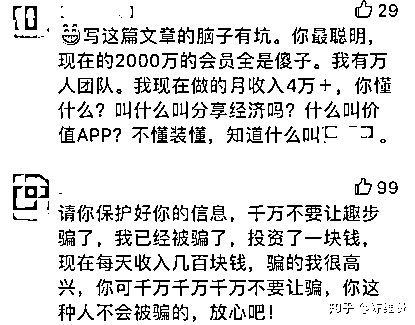 29
😄写这篇文章的脑子有坑。你最聪明,
现在的2000万的会员全是傻子。我有万
人团队。我现在做的月收入4万+,你懂
什么?叫什么叫分享经济吗?什么叫价
值APP?不懂装懂,知道什么叫 。
99
请你保护好你的信息,千万不要让趣步
骗了,我已经被骗了,投资了一块钱,
现在每天收入几百块钱,骗的我很高
兴,你可千万千万千万不要让骗,你这
种人不会被骗的,放心吧!
知乎